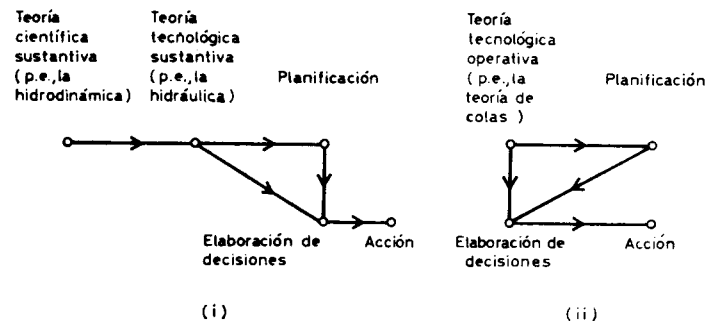 Teoría
científica
sustantiva
(p.e.,la
hidrodinámica)
Teoría
tecnológica
sustantiva
(p.e.,la
hidráulica)
Planificación
Elaboración de
decisiones
Acción
(i)
Teoría
tecnológica
operativa
(p.e.,la
teoría de
colas )
Planificación
Elaboración de
decisiones
Acción
(ii)